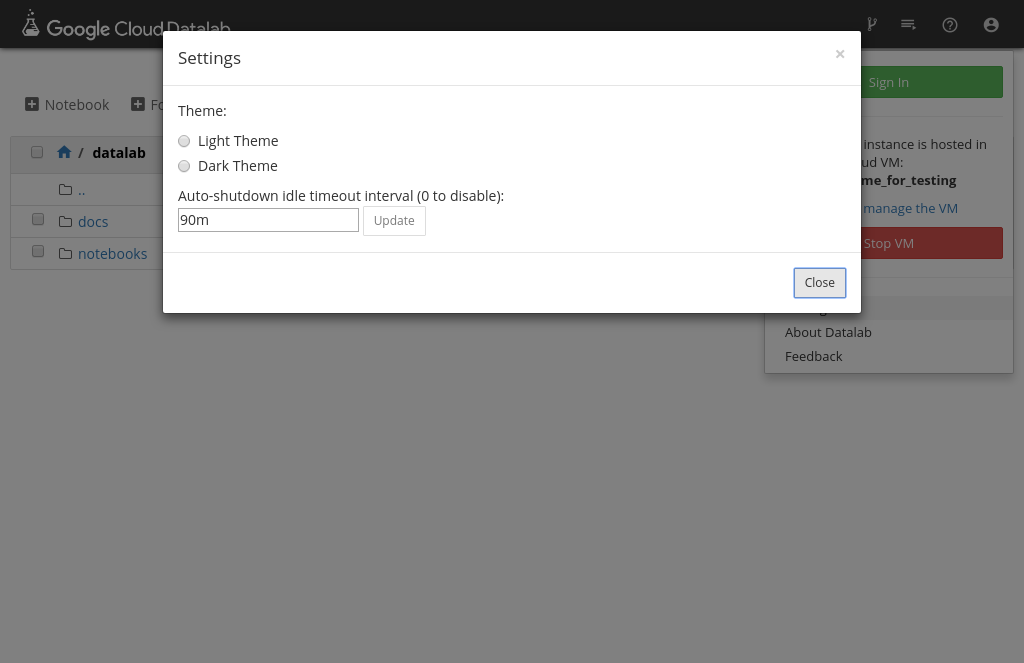 Google Cloud Datalab
Settings
×
Theme:
Light Theme
Dark Theme
Auto-shutdown idle timeout interval (0 to disable):
90m
Update
Close
Notebook
/ datalab
..
docs
notebooks
Sign In
instance is hosted in
VM:
me_for_testing
manage the VM
Stop VM
About Datalab
Feedback